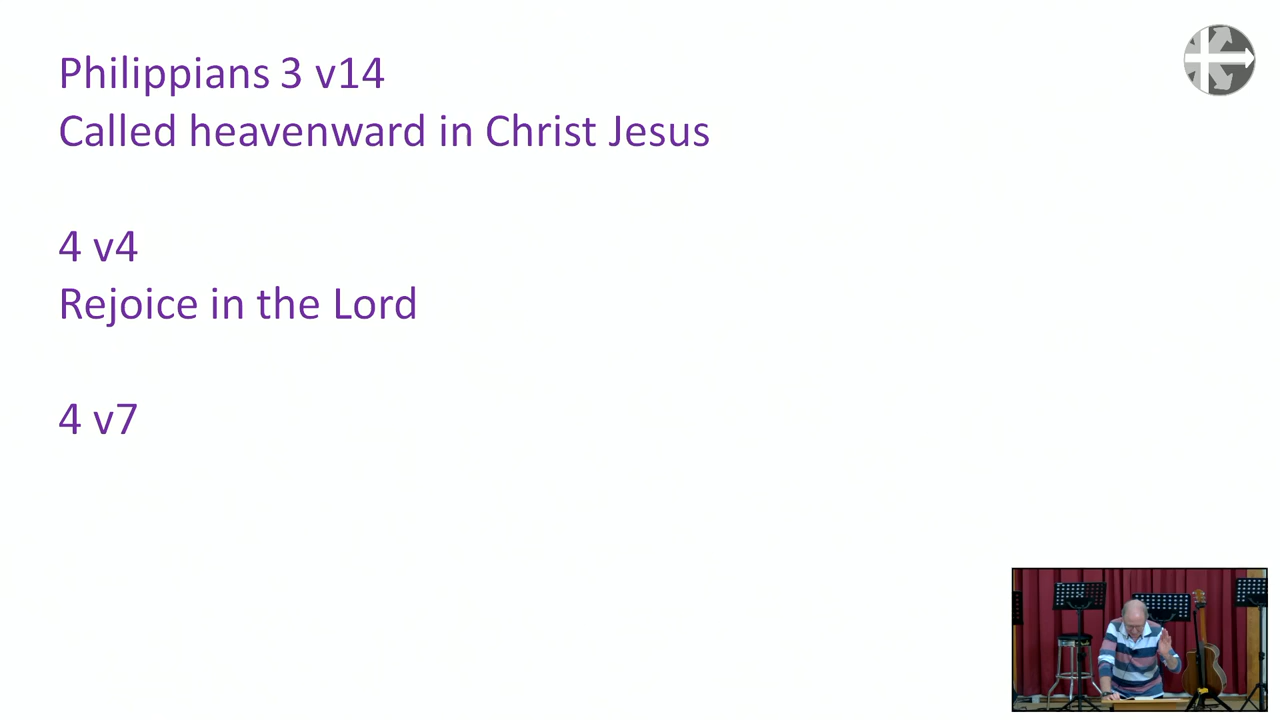 Philippians 3 v14
Called heavenward in Christ Jesus
4 v4
Rejoice in the Lord
4 v7